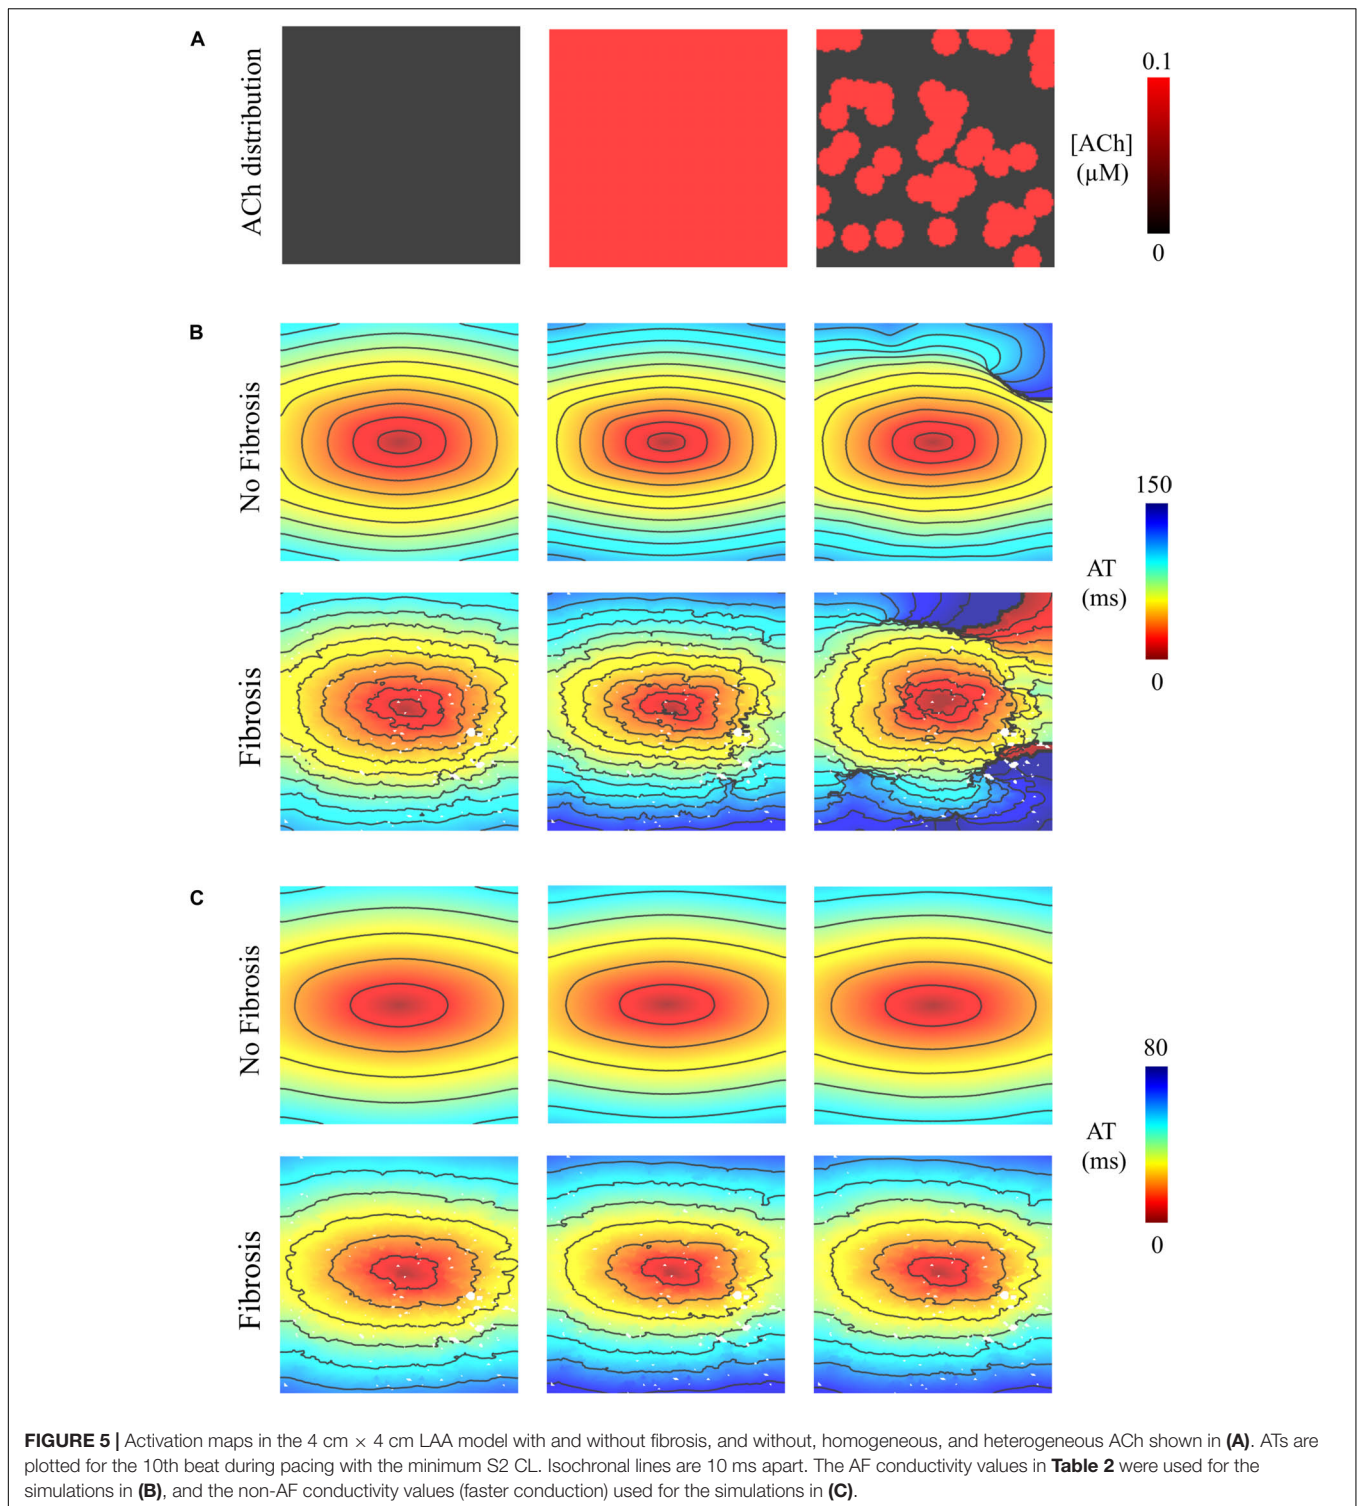 A
ACh distribution
0.1
[ACh]
(µM)
0
B
No Fibrosis
Fibrosis
150
AT
(ms)
0
C
No Fibrosis
Fibrosis
80
AT
(ms)
0
FIGURE 5 | Activation maps in the 4 cm × 4 cm LAA model with and without fibrosis, and without, homogeneous, and heterogeneous ACh shown in (A). ATs are
plotted for the 10th beat during pacing with the minimum S2 CL. Isochronal lines are 10 ms apart. The AF conductivity values in Table 2 were used for the
simulations in (B), and the non-AF conductivity values (faster conduction) used for the simulations in (C).